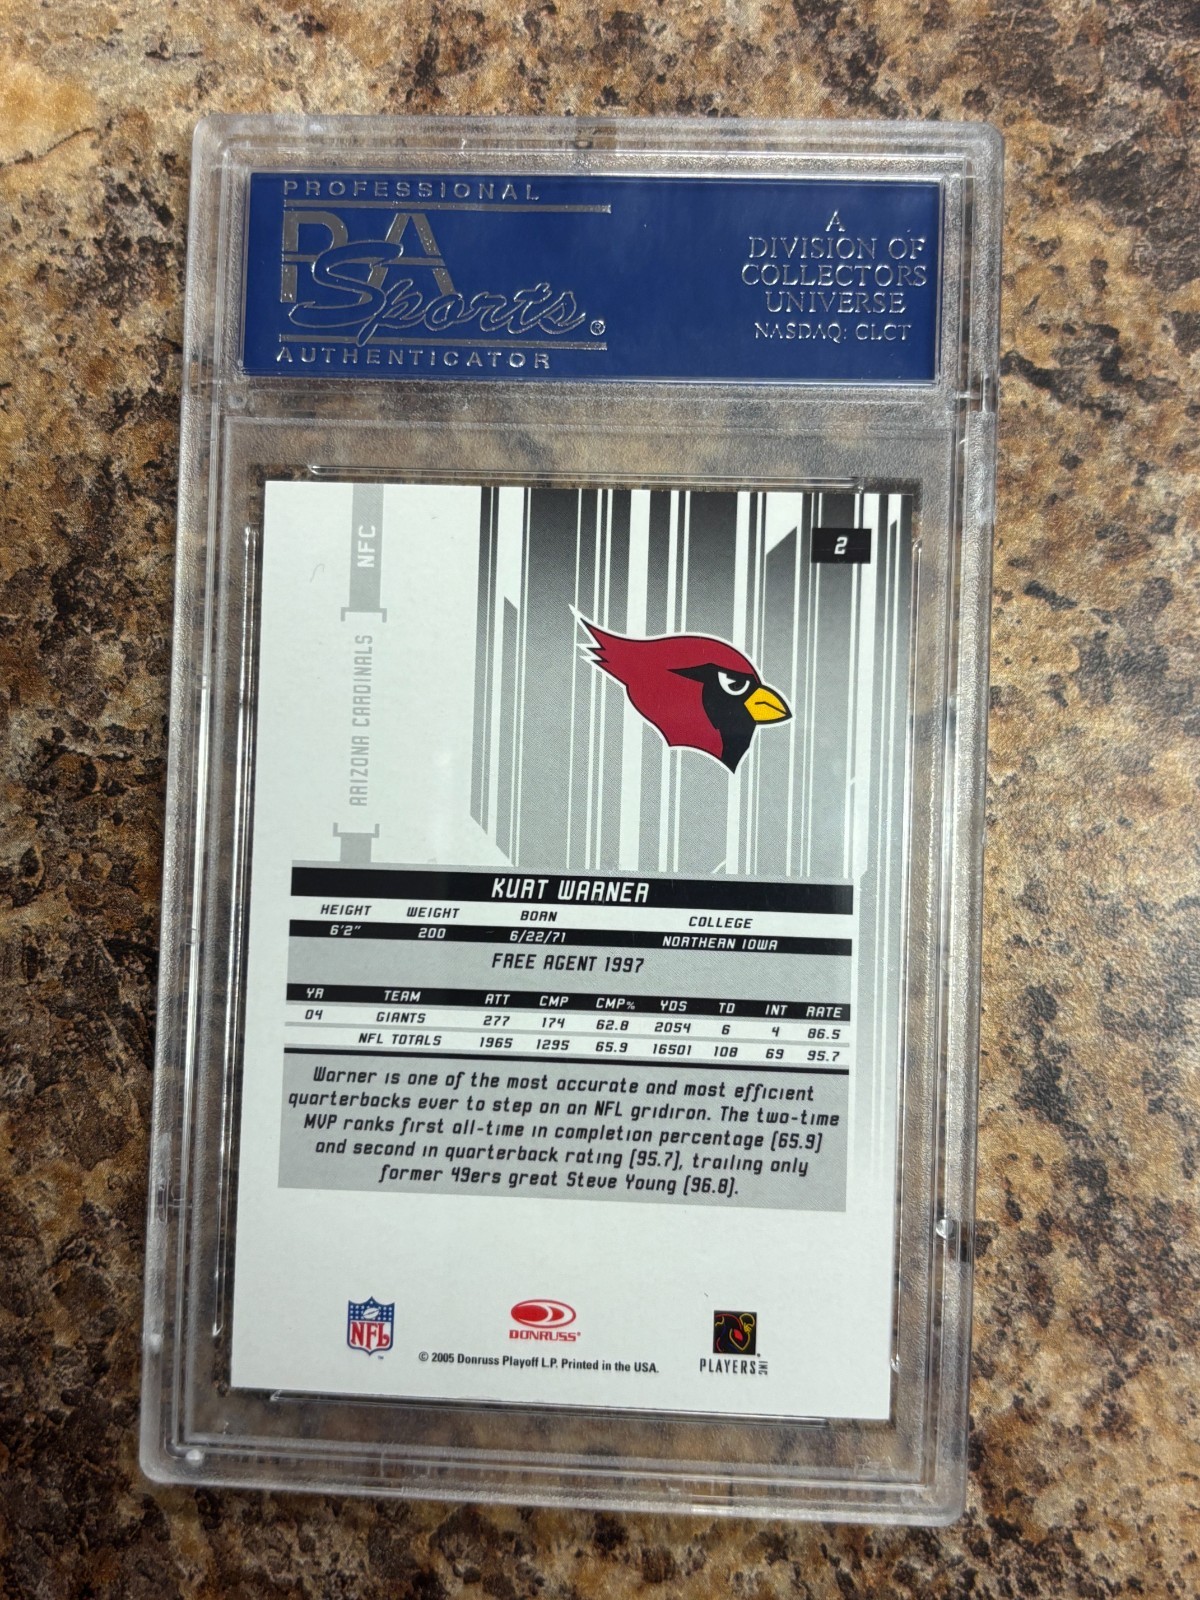 PROFESSIONAL
PSA
Sports®
AUTHENTICATOR
A
DIVISION OF
COLLECTORS
UNIVERSE
NASDAQ: CLCT
NFC
ARIZONA CARDINALS
2
KURT WARNER
HEIGHT WEIGHT BORN COLLEGE
6'2" 200 6/22/71 NORTHERN IOWA
FREE AGENT 1997
YR TEAM ATT CMP CMP% YDS TD INT RATE
04 GIANTS 277 174 62.8 2054 6 4 86.5
NFL TOTALS 1965 1295 65.9 16501 108 69 95.7
Warner is one of the most accurate and most efficient
quarterbacks ever to step on an NFL gridiron. The two-time
MVP ranks first all-time in completion percentage (65.9)
and second in quarterback rating (95.7), trailing only
former 49ers great Steve Young (96.8).
NFL
™
DONRUSS®
© 2005 Donruss Playoff L.P. Printed in the USA.
PLAYERS INC